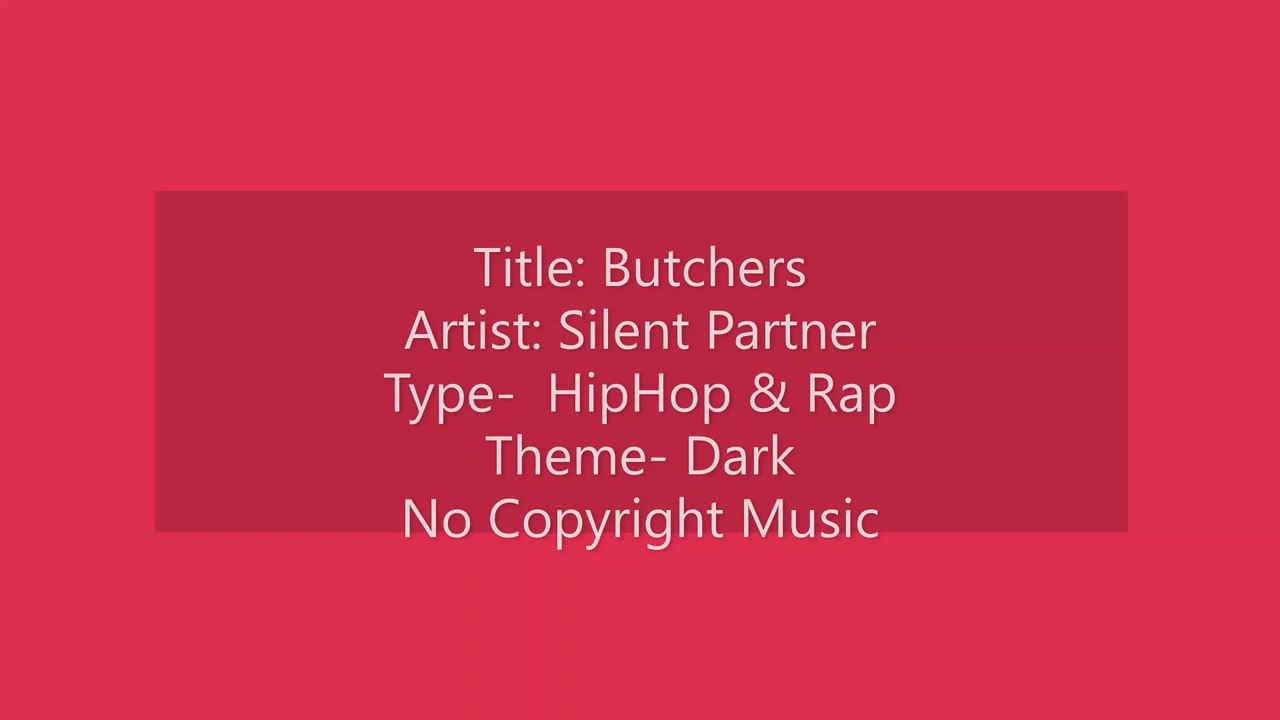 Title: Butchers
Artist: Silent Partner
Type-  HipHop & Rap
Theme- Dark
No Copyright Music